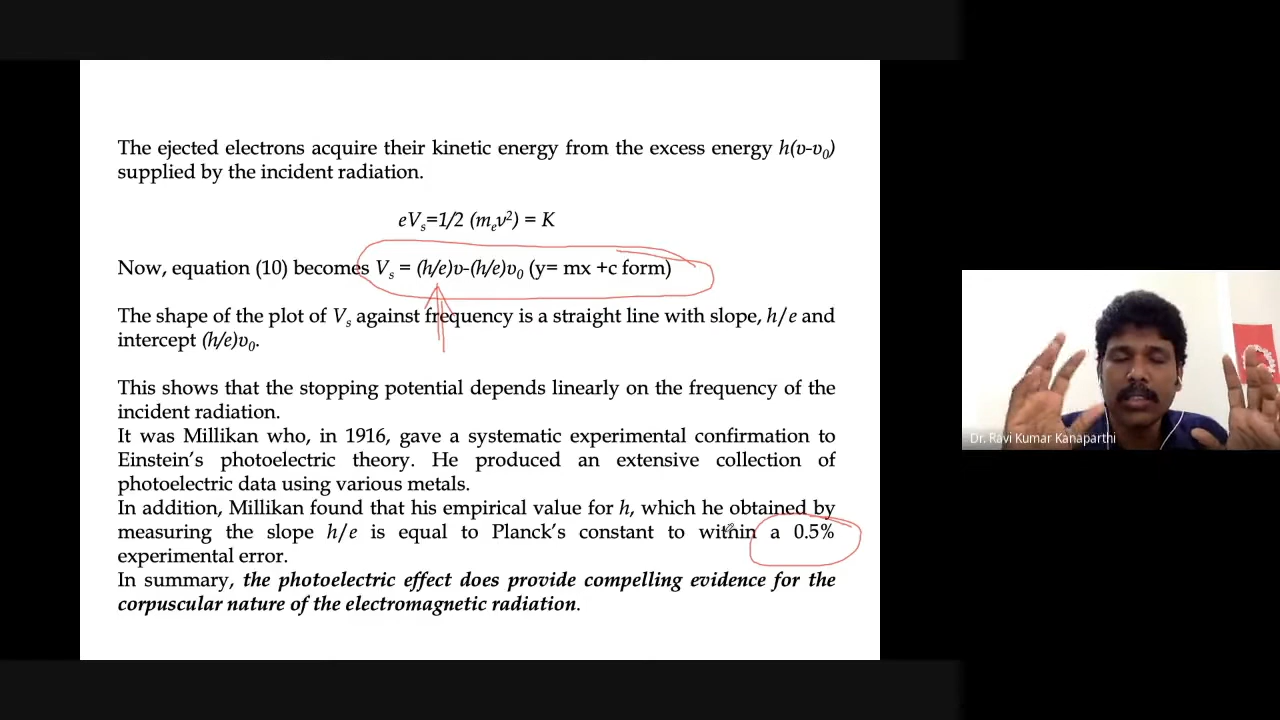 The ejected electrons acquire their kinetic energy from the excess energy h(υ-υ₀)
supplied by the incident radiation.
eVₛ=1/2 (mₑv²) = K
Now, equation (10) becomes Vₛ = (h/e)υ-(h/e)υ₀ (y= mx +c form)
The shape of the plot of Vₛ against frequency is a straight line with slope, h/e and
intercept (h/e)υ₀.
This shows that the stopping potential depends linearly on the frequency of the
incident radiation.
It was Millikan who, in 1916, gave a systematic experimental confirmation to
Einstein’s photoelectric theory. He produced an extensive collection of
photoelectric data using various metals.
In addition, Millikan found that his empirical value for h, which he obtained by
measuring the slope h/e is equal to Planck’s constant to within a 0.5%
experimental error.
In summary, the photoelectric effect does provide compelling evidence for the
corpuscular nature of the electromagnetic radiation.
Dr. Ravi Kumar Kanaparthi